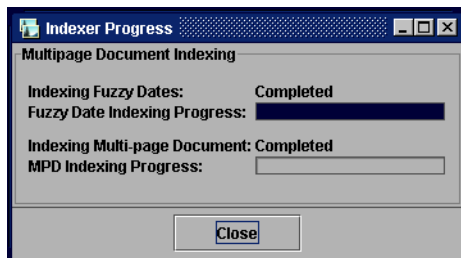 Indexer Progress
Multipage Document Indexing
Indexing Fuzzy Dates: Completed
Fuzzy Date Indexing Progress:
Indexing Multi-page Document: Completed
MPD Indexing Progress:
Close